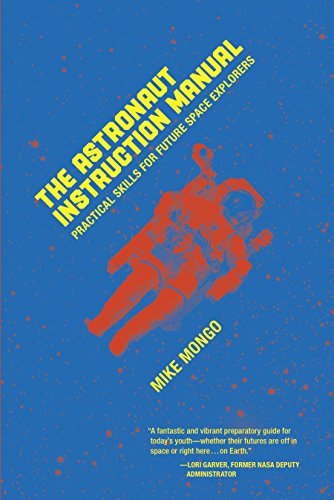 THE ASTRONAUT
INSTRUCTION MANUAL
PRACTICAL SKILLS FOR FUTURE SPACE EXPLORERS
MIKE MONGO
“A fantastic and vibrant preparatory guide for
today’s youth—whether their futures are off in
space or right here . . . on Earth.”
—LORI GARVER, FORMER NASA DEPUTY
ADMINISTRATOR